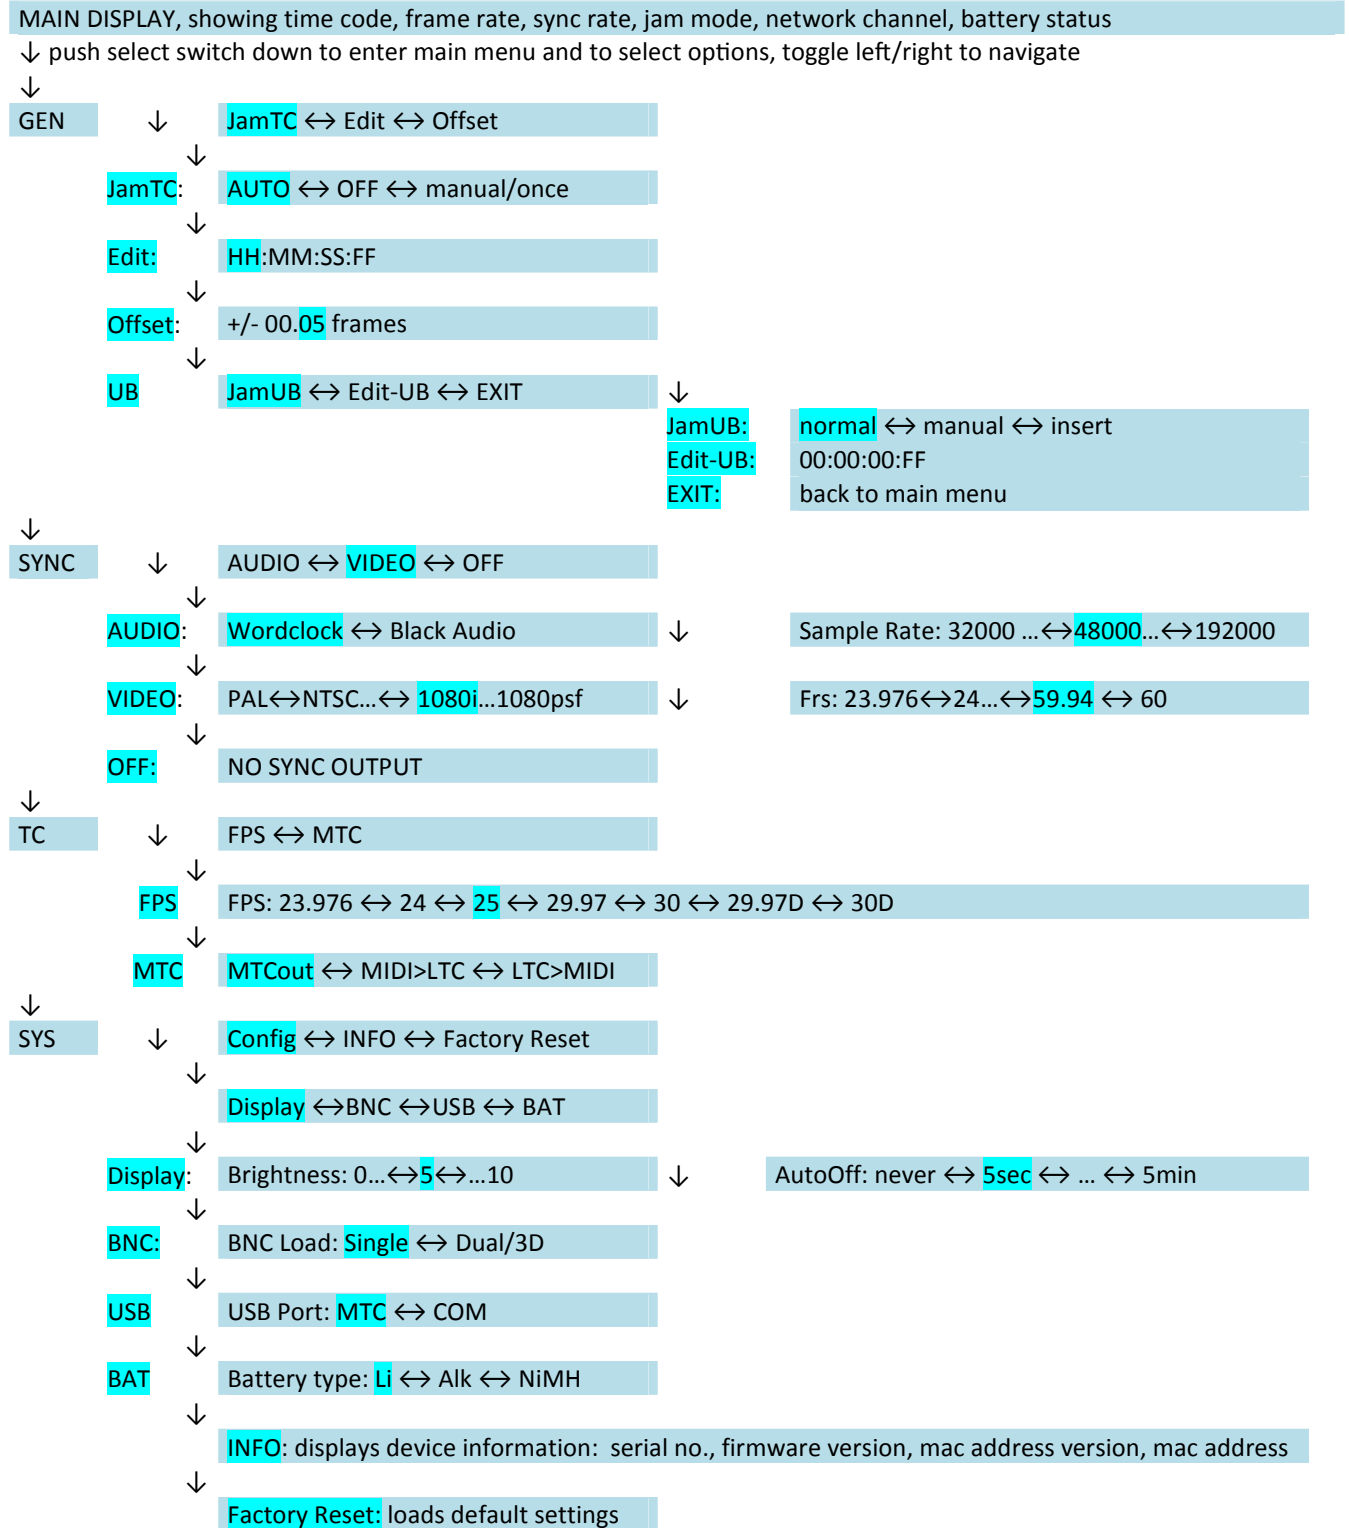 MAIN DISPLAY, showing time code, frame rate, sync rate, jam mode, network channel, battery status
↓ push select switch down to enter main menu and to select options, toggle left/right to navigate
↓
GEN ↓ JamTC ↔ Edit ↔ Offset
↓
JamTC: AUTO ↔ OFF ↔ manual/once
↓
Edit: HH:MM:SS:FF
↓
Offset: +/- 00.05 frames
↓
UB JamUB ↔ Edit-UB ↔ EXIT ↓
JamUB: normal ↔ manual ↔ insert
Edit-UB: 00:00:00:FF
EXIT: back to main menu
↓
SYNC ↓ AUDIO ↔ VIDEO ↔ OFF
↓
AUDIO: Wordclock ↔ Black Audio ↓ Sample Rate: 32000 ...↔48000...↔192000
↓
VIDEO: PAL↔NTSC...↔ 1080i...1080psf ↓ Frs: 23.976↔24...↔59.94 ↔ 60
↓
OFF: NO SYNC OUTPUT
↓
TC ↓ FPS ↔ MTC
↓
FPS FPS: 23.976 ↔ 24 ↔ 25 ↔ 29.97 ↔ 30 ↔ 29.97D ↔ 30D
↓
MTC MTCout ↔ MIDI>LTC ↔ LTC>MIDI
↓
SYS ↓ Config ↔ INFO ↔ Factory Reset
↓
Display ↔BNC ↔USB ↔ BAT
↓
Display: Brightness: 0...↔5↔...10 ↓ AutoOff: never ↔ 5sec ↔ ... ↔ 5min
↓
BNC: BNC Load: Single ↔ Dual/3D
↓
USB USB Port: MTC ↔ COM
↓
BAT Battery type: Li ↔ Alk ↔ NiMH
↓
INFO: displays device information: serial no., firmware version, mac address version, mac address
↓
Factory Reset: loads default settings